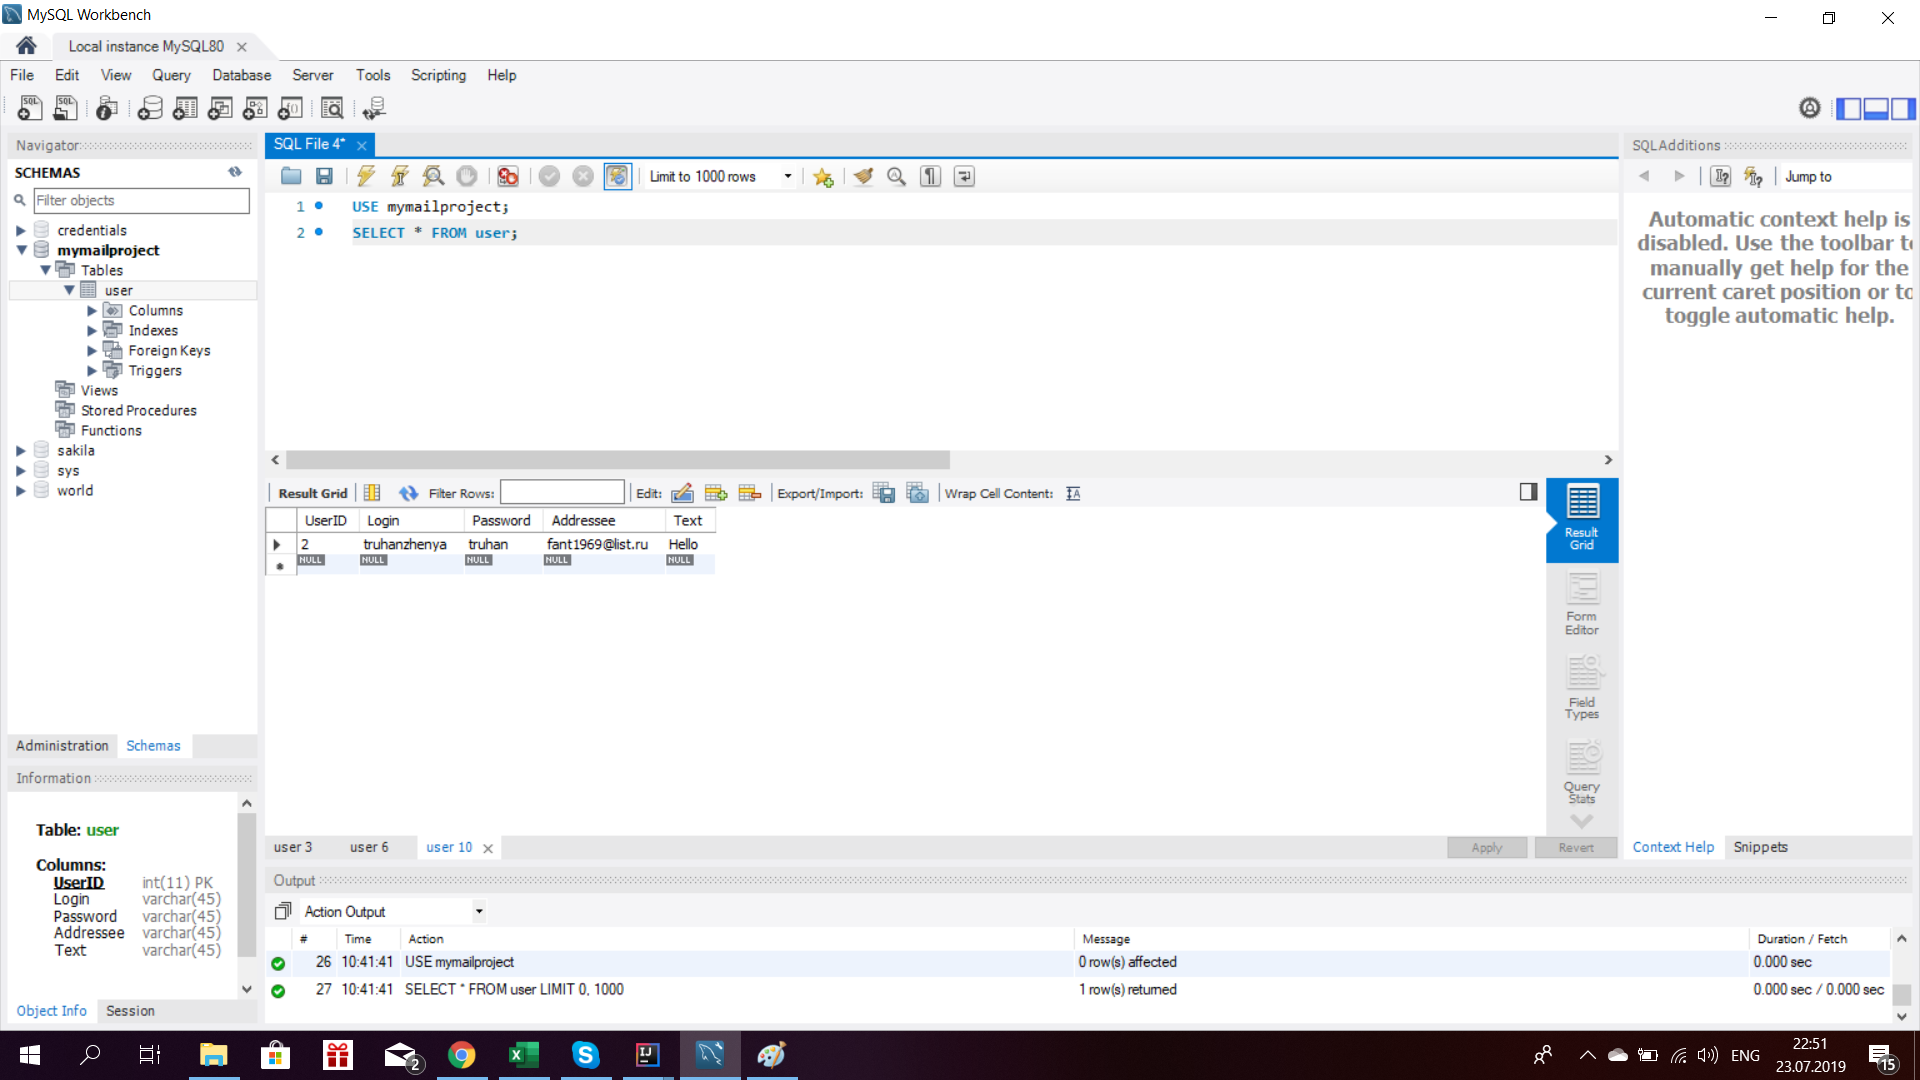 MySQL Workbench
Local instance MySQL80
File Edit View Query Database Server Tools Scripting Help
Navigator
SCHEMAS
Filter objects
credentials
mymailproject
Tables
user
Columns
Indexes
Foreign Keys
Triggers
Views
Stored Procedures
Functions
sakila
sys
world
Administration Schemas
Information
Table: user
Columns:
UserID int(11) PK
Login varchar(45)
Password varchar(45)
Addressee varchar(45)
Text varchar(45)
Object Info Session
SQL File 4*
Limit to 1000 rows
1 USE mymailproject;
2 SELECT * FROM user;
Result Grid Filter Rows: Edit: Export/Import: Wrap Cell Content:
UserID Login Password Addressee Text
2 truhanzhenya truhan fant1969@list.ru Hello
NULL NULL NULL NULL NULL
Result Grid
Form Editor
Field Types
Query Stats
user 3 user 6 user 10
Apply Revert
Output
Action Output
# Time Action Message Duration / Fetch
26 10:41:41 USE mymailproject 0 row(s) affected 0.000 sec
27 10:41:41 SELECT * FROM user LIMIT 0, 1000 1 row(s) returned 0.000 sec / 0.000 sec
SQLAdditions
Jump to
Automatic context help is
disabled. Use the toolbar to
manually get help for the
current caret position or to
toggle automatic help.
Context Help Snippets
2
ENG
22:51
23.07.2019
15